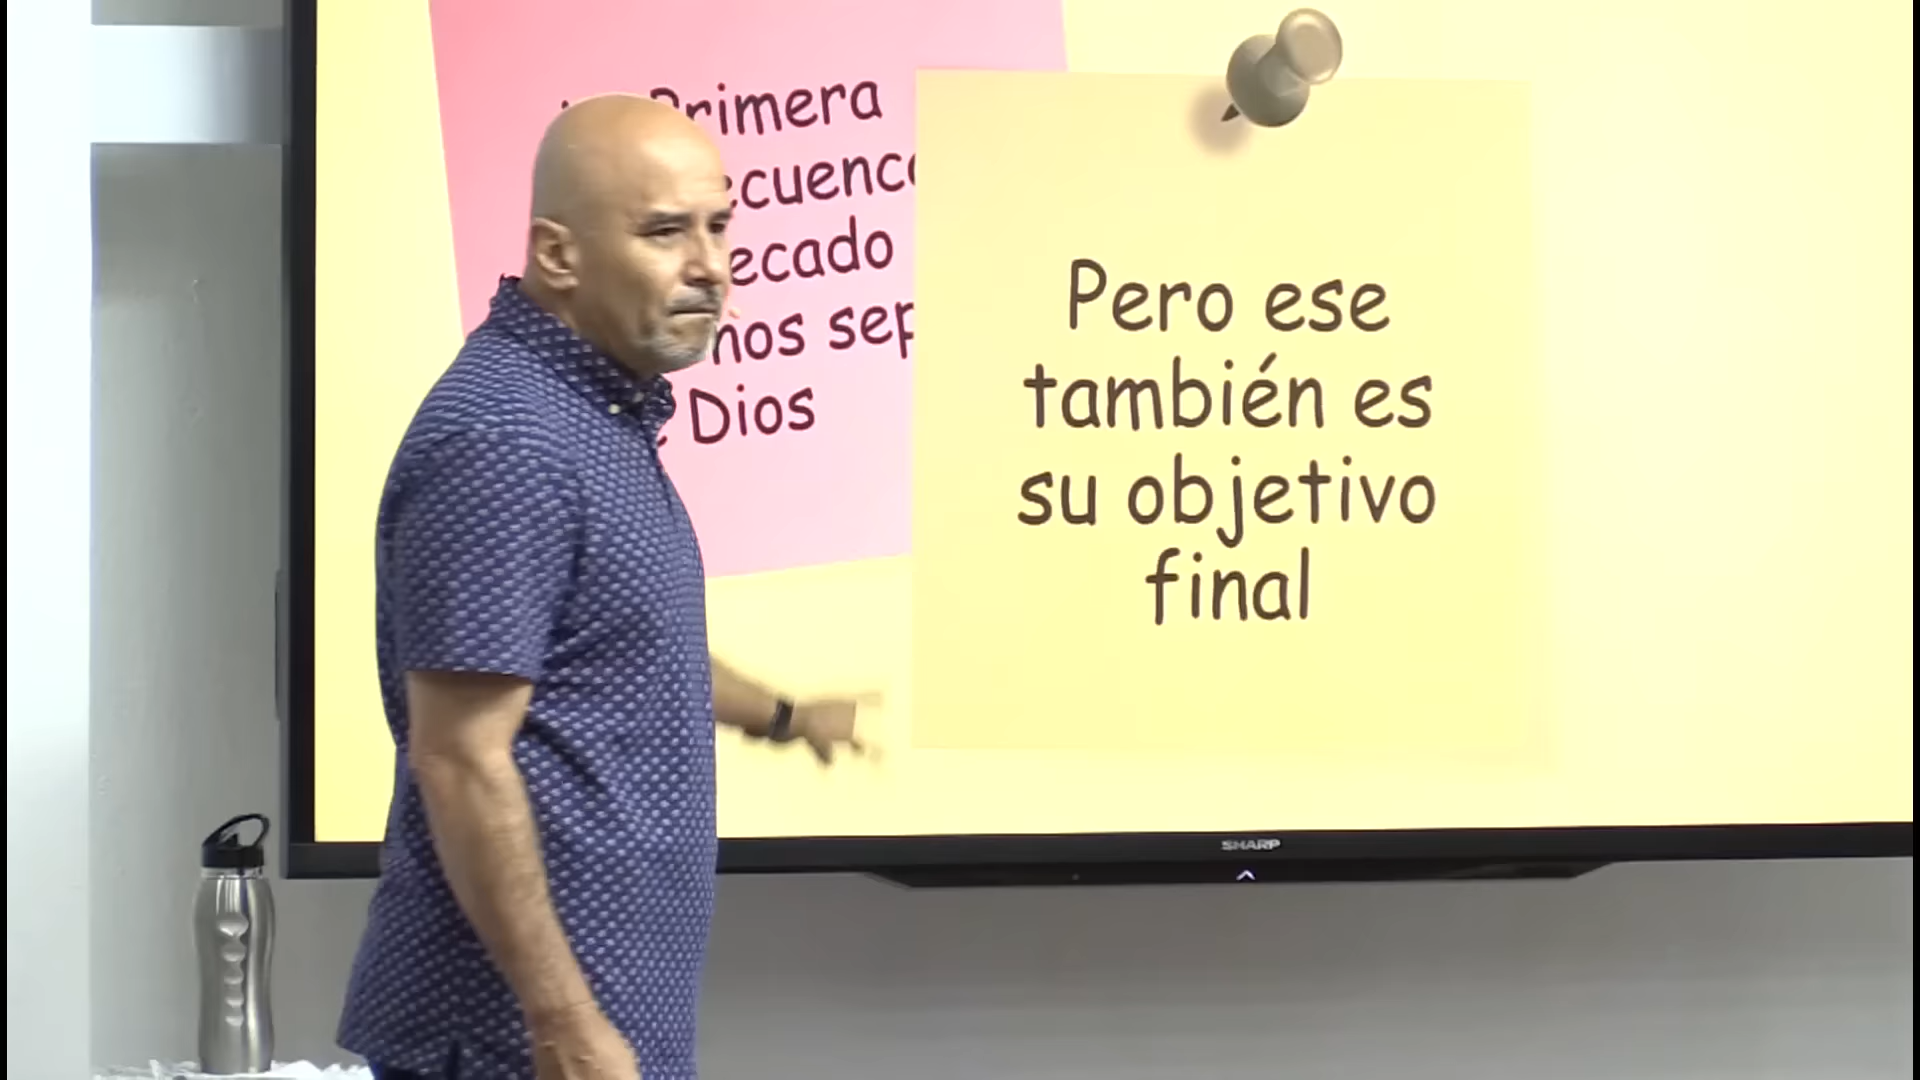 Primera
ecuenc
ecado
nos sep
Dios
Pero ese
también es
su objetivo
final
SHARP